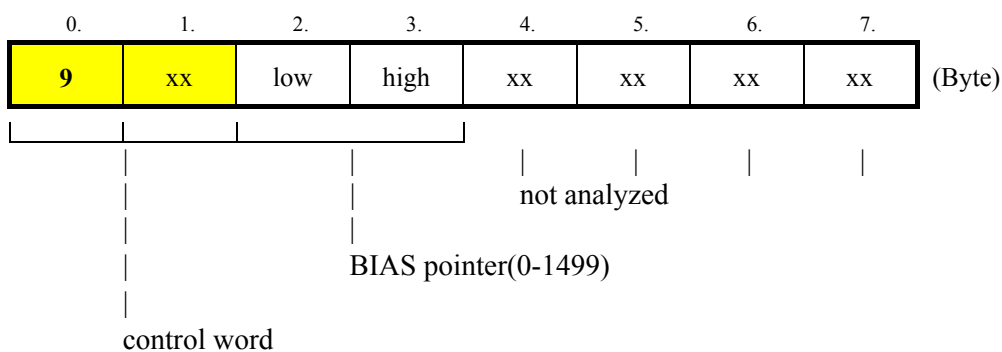 0. 1. 2. 3. 4. 5. 6. 7.
9 xx low high xx xx xx xx (Byte)
not analyzed
BIAS pointer(0-1499)
control word